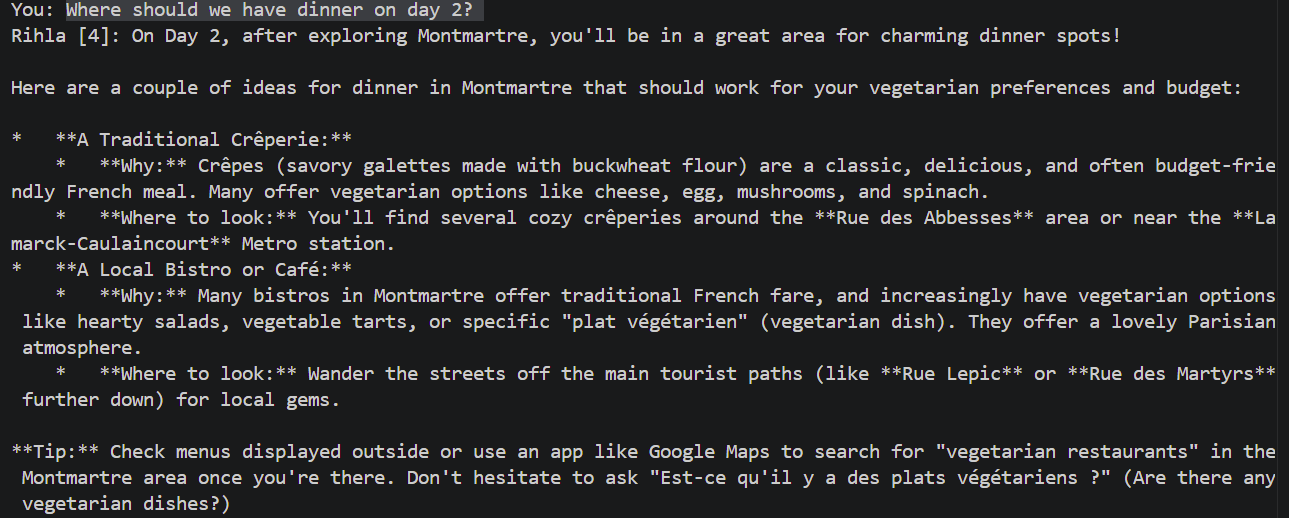 You: Where should we have dinner on day 2?
Rihla [4]: On Day 2, after exploring Montmartre, you'll be in a great area for charming dinner spots!
Here are a couple of ideas for dinner in Montmartre that should work for your vegetarian preferences and budget:
*   **A Traditional Crêperie:**
    *   **Why:** Crêpes (savory galettes made with buckwheat flour) are a classic, delicious, and often budget-frie
ndly French meal. Many offer vegetarian options like cheese, egg, mushrooms, and spinach.
    *   **Where to look:** You'll find several cozy crêperies around the **Rue des Abbesses** area or near the **La
marck-Caulaincourt** Metro station.
*   **A Local Bistro or Café:**
    *   **Why:** Many bistros in Montmartre offer traditional French fare, and increasingly have vegetarian options
 like hearty salads, vegetable tarts, or specific "plat végétarien" (vegetarian dish). They offer a lovely Parisian
 atmosphere.
    *   **Where to look:** Wander the streets off the main tourist paths (like **Rue Lepic** or **Rue des Martyrs**
 further down) for local gems.
**Tip:** Check menus displayed outside or use an app like Google Maps to search for "vegetarian restaurants" in the
 Montmartre area once you're there. Don't hesitate to ask "Est-ce qu'il y a des plats végétariens ?" (Are there any
 vegetarian dishes?)